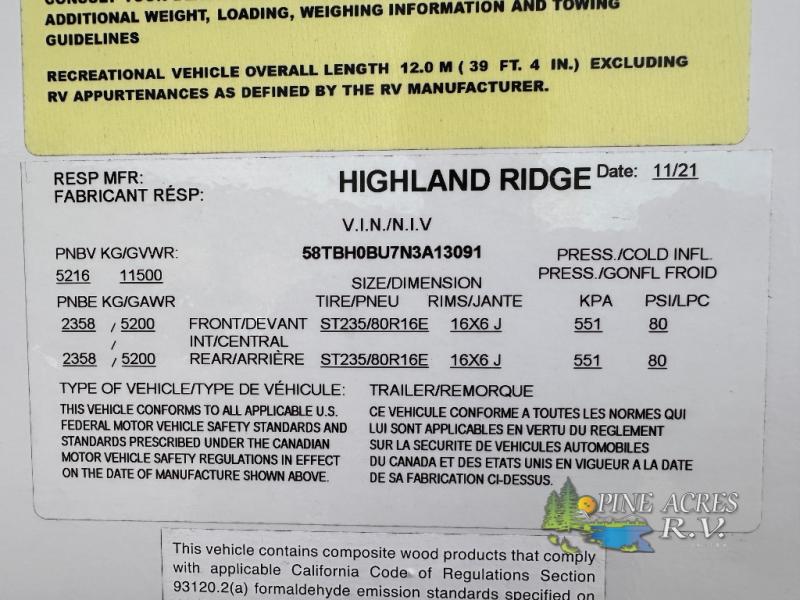 ADDITIONAL WEIGHT, LOADING, WEIGHING INFORMATION AND TOWING
GUIDELINES
RECREATIONAL VEHICLE OVERALL LENGTH 12.0 M ( 39 FT. 4 IN.) EXCLUDING
RV APPURTENANCES AS DEFINED BY THE RV MANUFACTURER.
RESP MFR:
FABRICANT RÉSP:
HIGHLAND RIDGE Date: 11/21
V.I.N./N.I.V
PNBV KG/GVWR: 58TBH0BU7N3A13091 PRESS./COLD INFL.
5216 11500 PRESS./GONFL FROID
SIZE/DIMENSION
PNBE KG/GAWR TIRE/PNEU RIMS/JANTE KPA PSI/LPC
2358 / 5200 FRONT/DEVANT ST235/80R16E 16X6 J 551 80
/ INT/CENTRAL
2358 / 5200 REAR/ARRIÈRE ST235/80R16E 16X6 J 551 80
TYPE OF VEHICLE/TYPE DE VÉHICULE: TRAILER/REMORQUE
THIS VEHICLE CONFORMS TO ALL APPLICABLE U.S.
FEDERAL MOTOR VEHICLE SAFETY STANDARDS AND
STANDARDS PRESCRIBED UNDER THE CANADIAN
MOTOR VEHICLE SAFETY REGULATIONS IN EFFECT
ON THE DATE OF MANUFACTURE SHOWN ABOVE.
CE VEHICULE CONFORME A TOUTES LES NORMES QUI
LUI SONT APPLICABLES EN VERTU DU REGLEMENT
SUR LA SECURITE DE VEHICULES AUTOMOBILES
DU CANADA ET DES ETATS UNIS EN VIGUEUR A LA DATE
DE SA FABRICATION CI-DESSUS.
PINE ACRES
R.V.
This vehicle contains composite wood products that comply
with applicable California Code of Regulations Section
93120.2(a) formaldehyde emission standards specified on